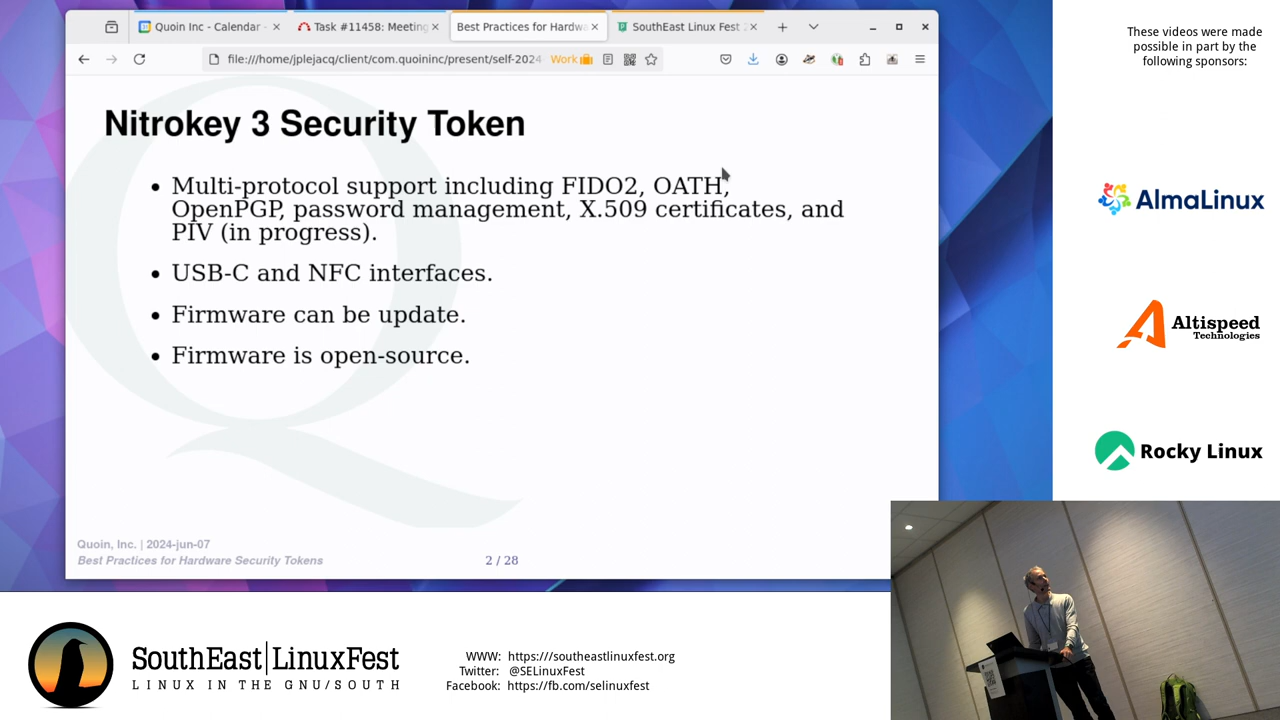 Quoin Inc - Calendar -
Task #11458: Meeting
Best Practices for Hardwa
SouthEast Linux Fest 2
file:///home/jplejacq/client/com.quoininc/present/self-2024-
Work
Nitrokey 3 Security Token
• Multi-protocol support including FIDO2, OATH,
OpenPGP, password management, X.509 certificates, and
PIV (in progress).
• USB-C and NFC interfaces.
• Firmware can be update.
• Firmware is open-source.
Quoin, Inc. | 2024-jun-07
Best Practices for Hardware Security Tokens
2 / 28
These videos were made
possible in part by the
following sponsors:
AlmaLinux
Altispeed
Technologies
Rocky Linux
SouthEast|LinuxFest
LINUX IN THE GNU/SOUTH
WWW: https:///southeastlinuxfest.org
Twitter: @SELinuxFest
Facebook: https://fb.com/selinuxfest